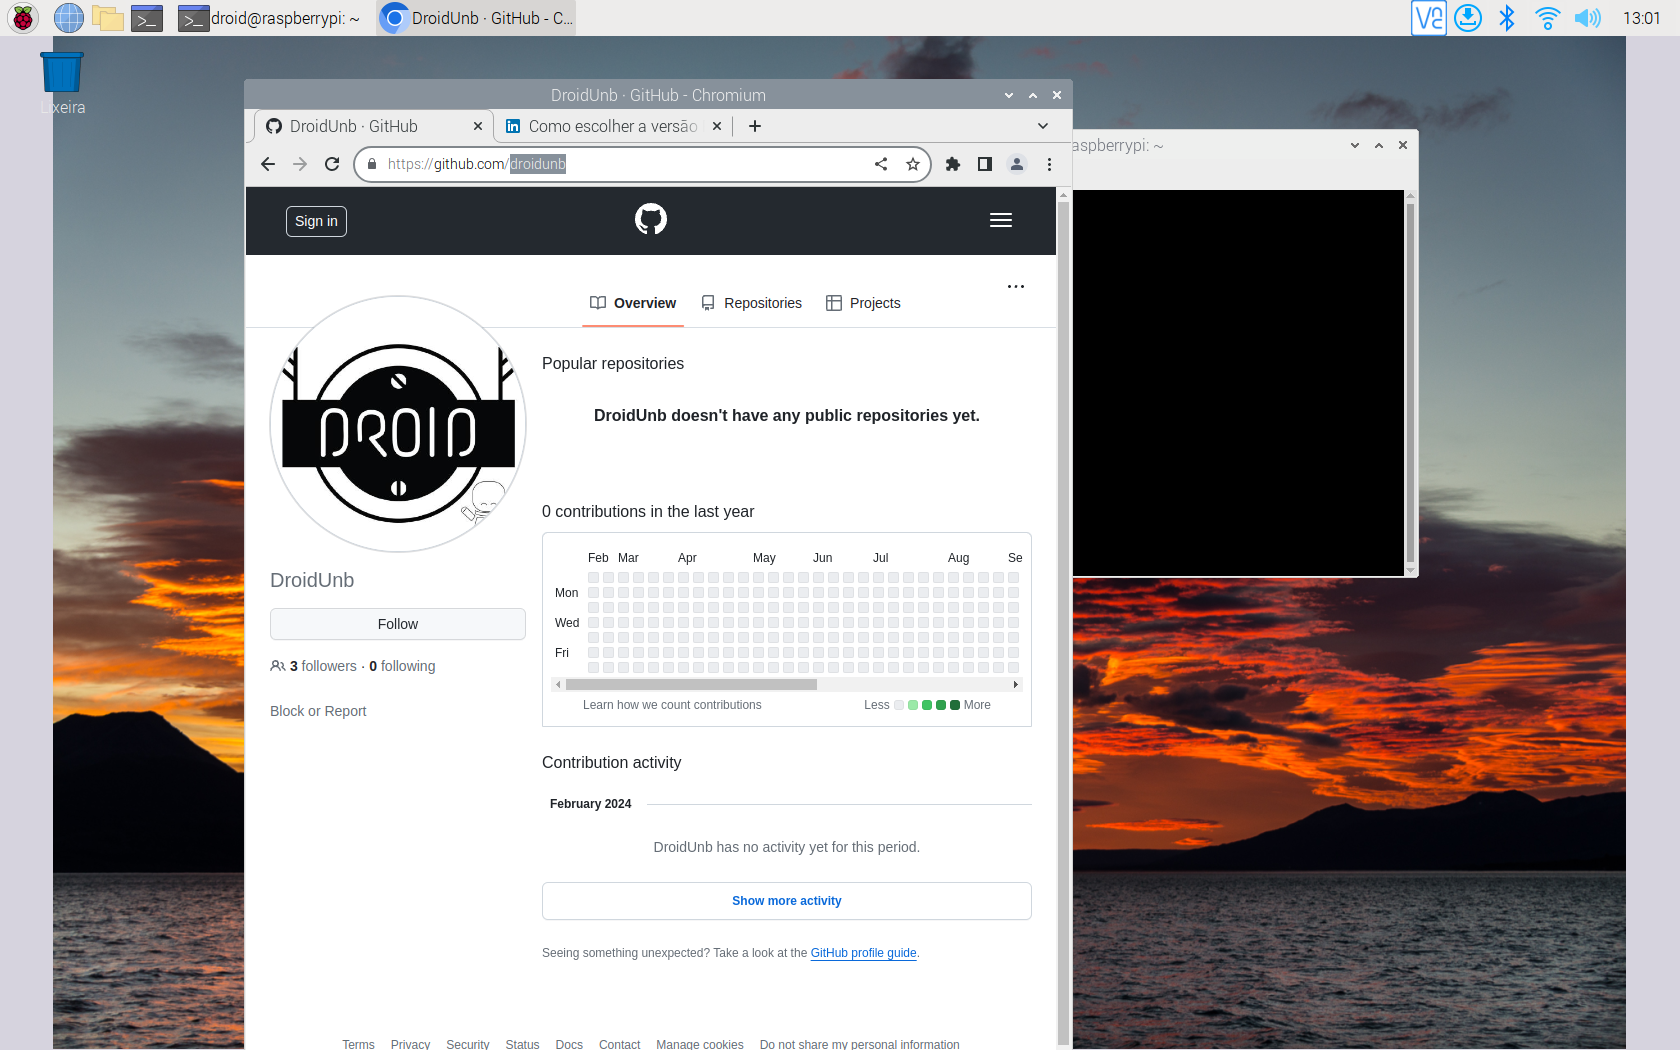 droid@raspberrypi: ~
DroidUnb · GitHub - C...
13:01
Lixeira
DroidUnb · GitHub - Chromium
DroidUnb · GitHub
Como escolher a versão
https://github.com/droidunb
aspberrypi: ~
Sign in
Overview
Repositories
Projects
DROID
Popular repositories
DroidUnb doesn't have any public repositories yet.
0 contributions in the last year
Feb Mar Apr May Jun Jul Aug Se
Mon
Wed
Fri
Learn how we count contributions
Less
More
DroidUnb
Follow
3 followers · 0 following
Block or Report
Contribution activity
February 2024
DroidUnb has no activity yet for this period.
Show more activity
Seeing something unexpected? Take a look at the GitHub profile guide.
Terms Privacy Security Status Docs Contact Manage cookies Do not share my personal information